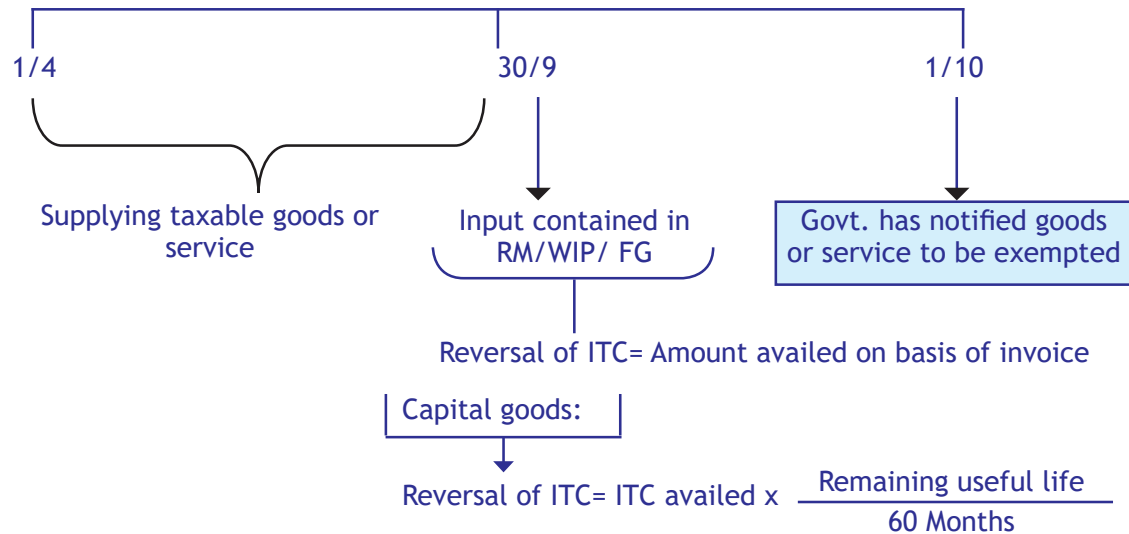 1/4
30/9
1/10
Supplying taxable goods or
service
Input contained in
RM/WIP/ FG
Govt. has notified goods
or service to be exempted
Reversal of ITC= Amount availed on basis of invoice
Capital goods:
Reversal of ITC= ITC availed x
Remaining useful life
60 Months